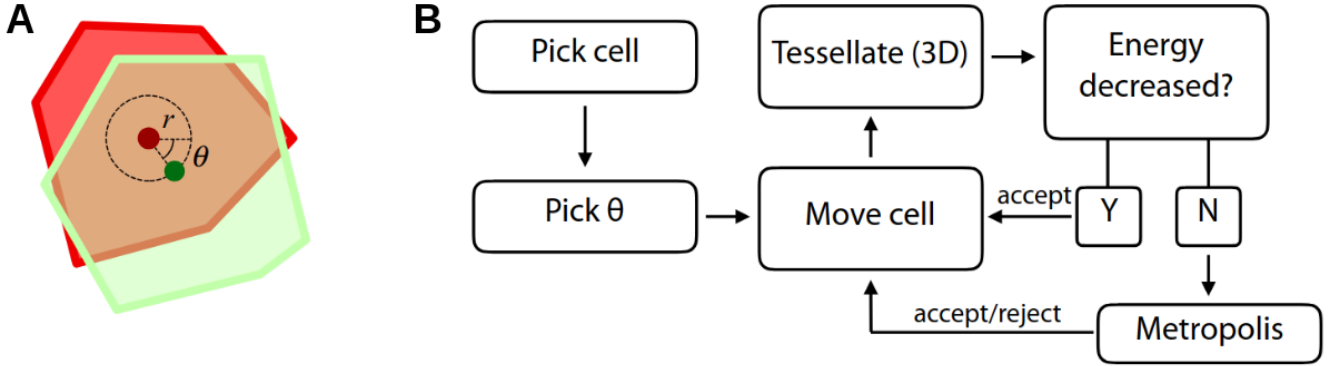 A
r
θ
B
Pick cell
Pick θ
Tessellate (3D)
Move cell
Energy
decreased?
accept
Y
N
accept/reject
Metropolis